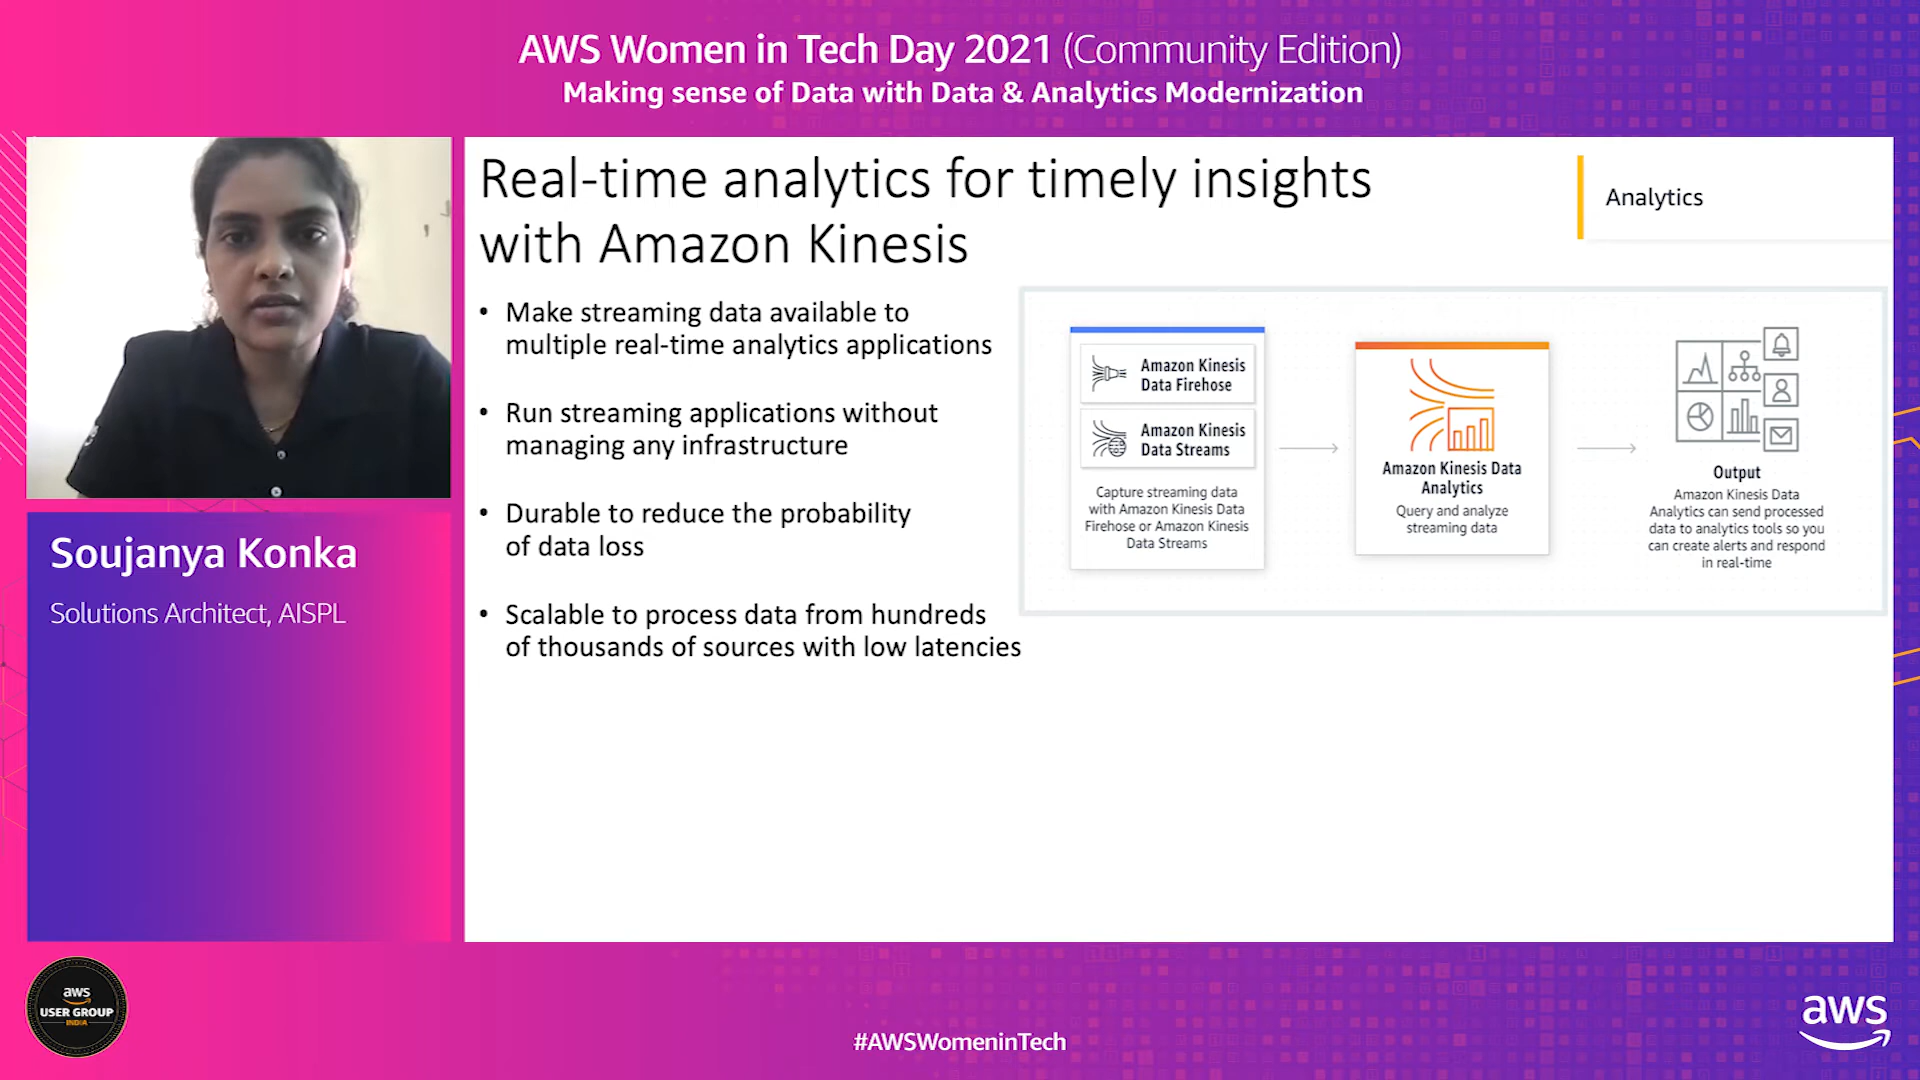 AWS Women in Tech Day 2021 (Community Edition)
Making sense of Data with Data & Analytics Modernization
Real-time analytics for timely insights
with Amazon Kinesis
Analytics
• Make streaming data available to
multiple real-time analytics applications
• Run streaming applications without
managing any infrastructure
• Durable to reduce the probability
of data loss
• Scalable to process data from hundreds
of thousands of sources with low latencies
Amazon Kinesis
Data Firehose
Amazon Kinesis
Data Streams
Capture streaming data
with Amazon Kinesis Data
Firehose or Amazon Kinesis
Data Streams
Amazon Kinesis Data
Analytics
Query and analyze
streaming data
Output
Amazon Kinesis Data
Analytics can send processed
data to analytics tools so you
can create alerts and respond
in real-time
Soujanya Konka
Solutions Architect, AISPL
aws
USER GROUP
INDIA
#AWSWomeninTech
aws